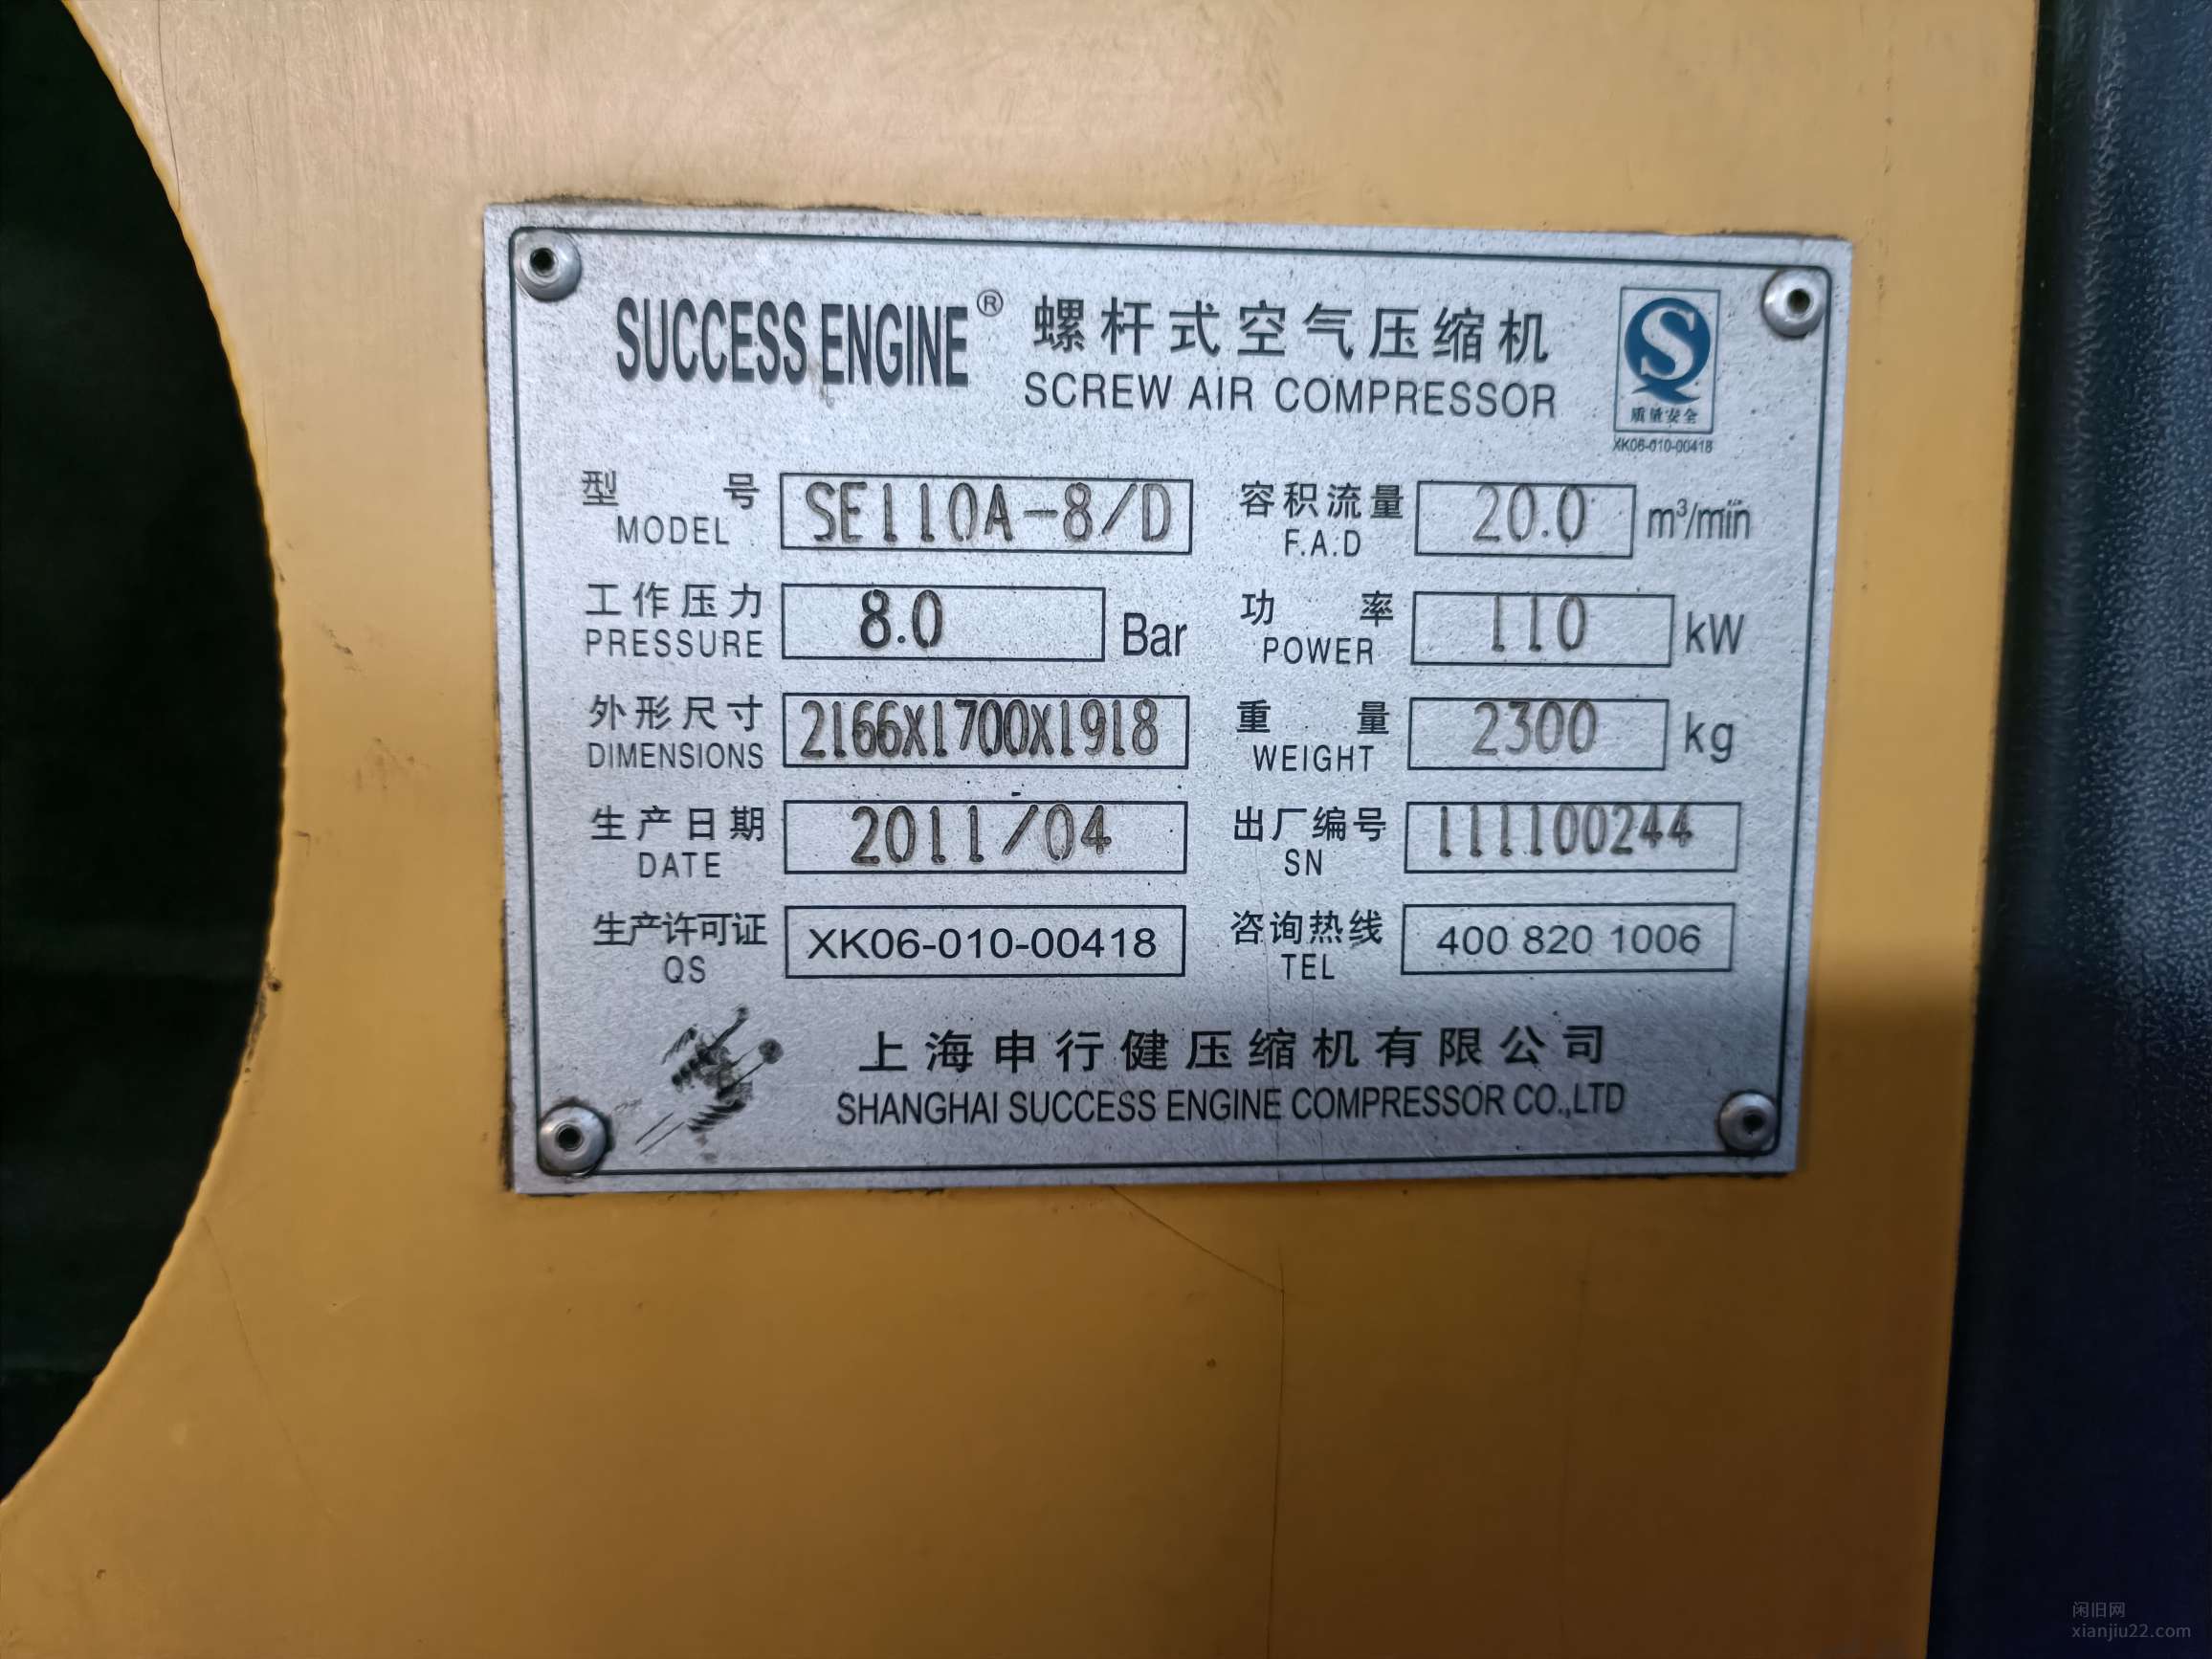 SUCCESS ENGINE® 螺杆式空气压缩机
SCREW AIR COMPRESSOR
质量安全
XK06-010-00418
型号 SE110A-8/D 容积流量 20.0 m³/min
MODEL F.A.D
工作压力 8.0 Bar 功率 110 kW
PRESSURE POWER
外形尺寸 2166X1700X1918 重量 2300 kg
DIMENSIONS WEIGHT
生产日期 2011/04 出厂编号 111100244
DATE SN
生产许可证 XK06-010-00418 咨询热线 400 820 1006
QS TEL
上海申行健压缩机有限公司
SHANGHAI SUCCESS ENGINE COMPRESSOR CO.,LTD
闲旧网
xianjiu22.com